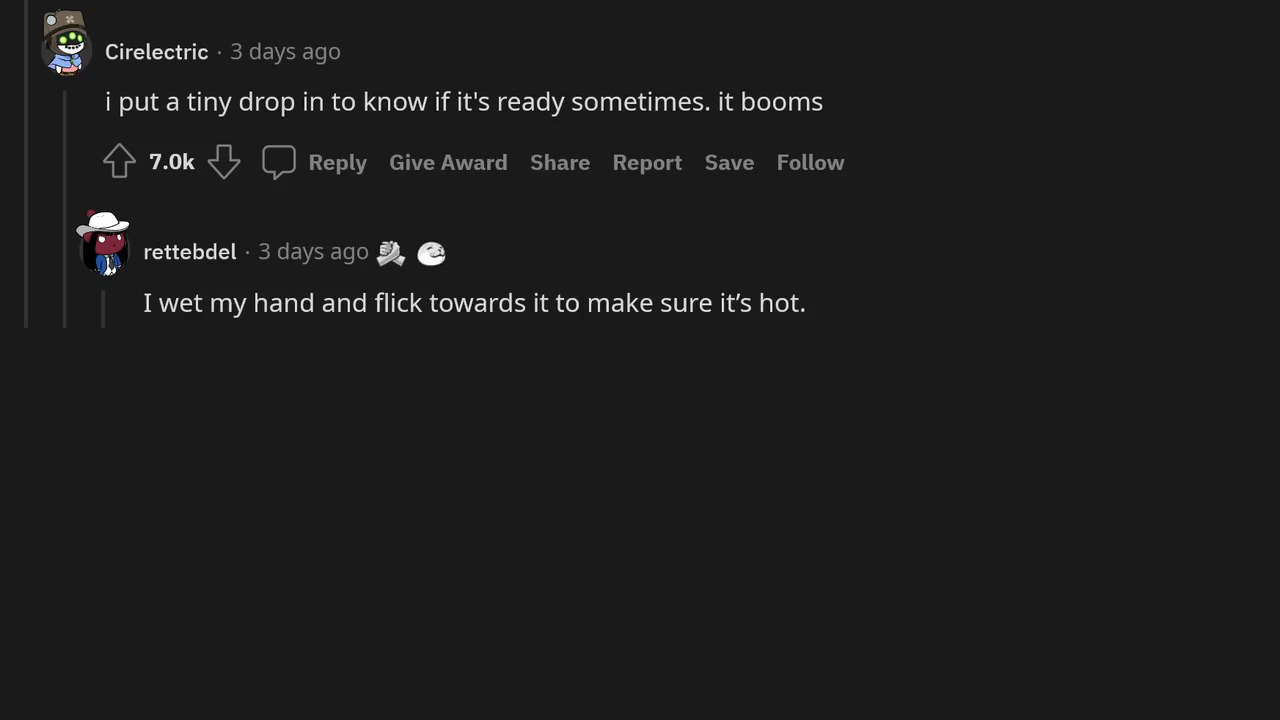 Cirelectric · 3 days ago
i put a tiny drop in to know if it's ready sometimes. it booms
7.0k Reply Give Award Share Report Save Follow
rettebdel · 3 days ago
I wet my hand and flick towards it to make sure it’s hot.